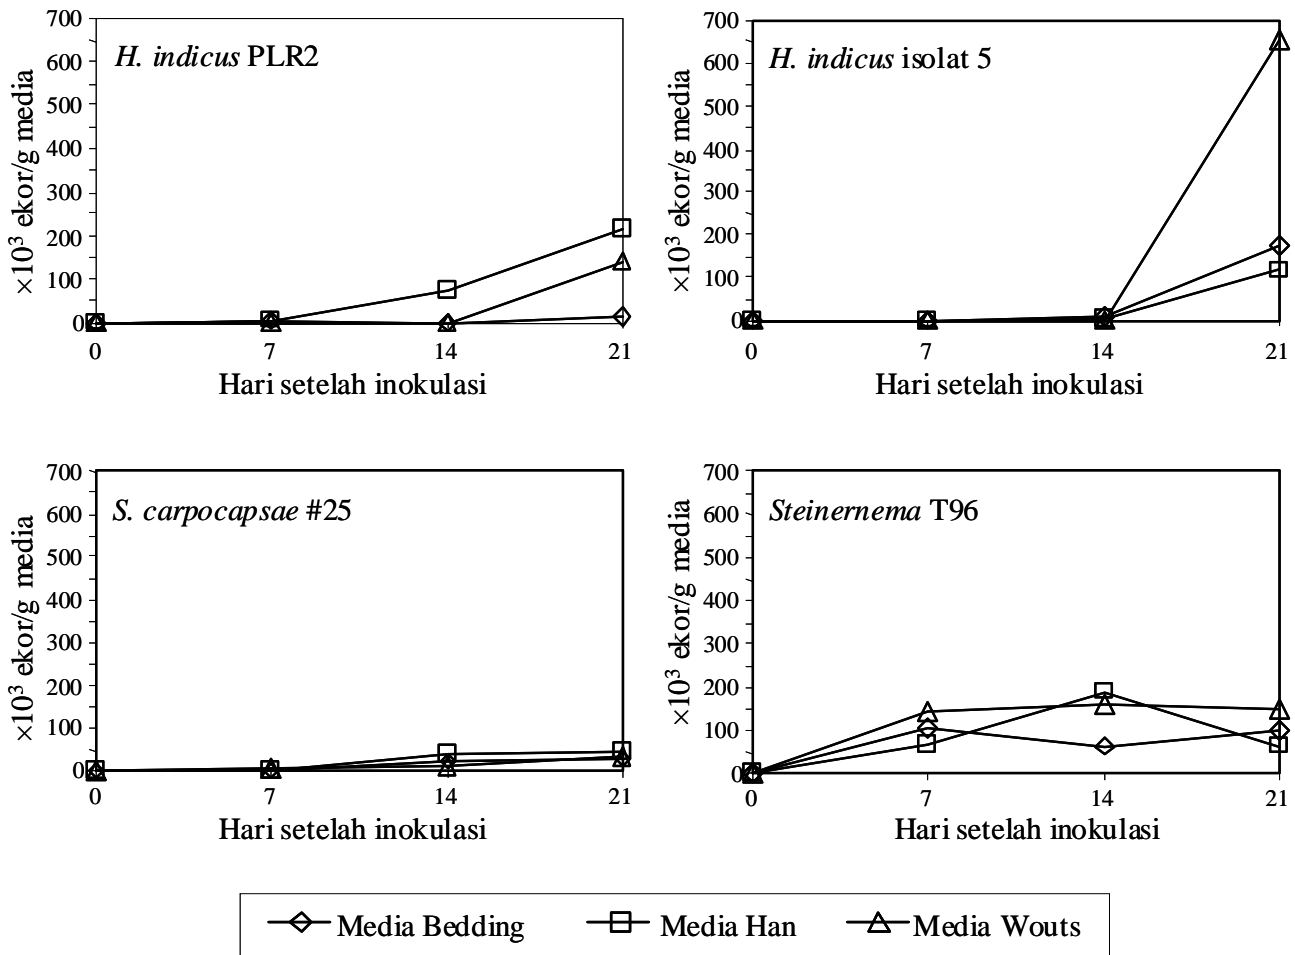 H. indicus PLR2
×10³ ekor/g media
700
600
500
400
300
200
100
0
0 7 14 21
Hari setelah inokulasi
H. indicus isolat 5
×10³ ekor/g media
700
600
500
400
300
200
100
0
0 7 14 21
Hari setelah inokulasi
S. carpocapsae #25
×10³ ekor/g media
700
600
500
400
300
200
100
0
0 7 14 21
Hari setelah inokulasi
Steinernema T96
×10³ ekor/g media
700
600
500
400
300
200
100
0
0 7 14 21
Hari setelah inokulasi
Media Bedding Media Han Media Wouts